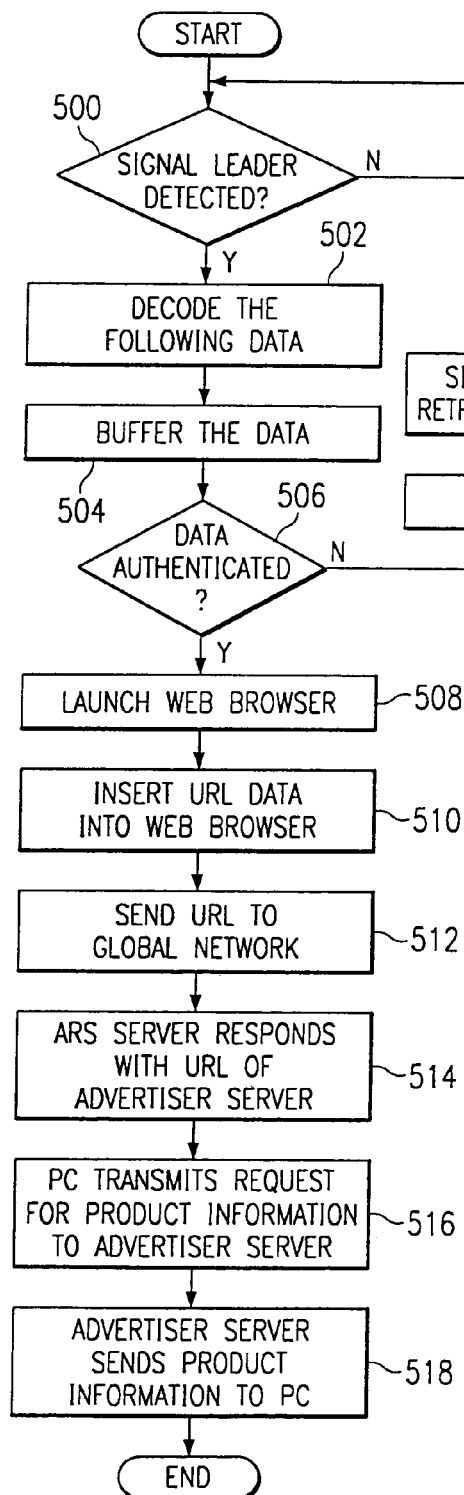 START
500
SIGNAL LEADER
DETECTED?
N
Y
502
DECODE THE
FOLLOWING DATA
BUFFER THE DATA
504
506
DATA
AUTHENTICATED
?
N
Y
LAUNCH WEB BROWSER
508
INSERT URL DATA
INTO WEB BROWSER
510
SEND URL TO
GLOBAL NETWORK
512
ARS SERVER RESPONDS
WITH URL OF
ADVERTISER SERVER
514
PC TRANSMITS REQUEST
FOR PRODUCT INFORMATION
TO ADVERTISER SERVER
516
ADVERTISER SERVER
SENDS PRODUCT
INFORMATION TO PC
518
END